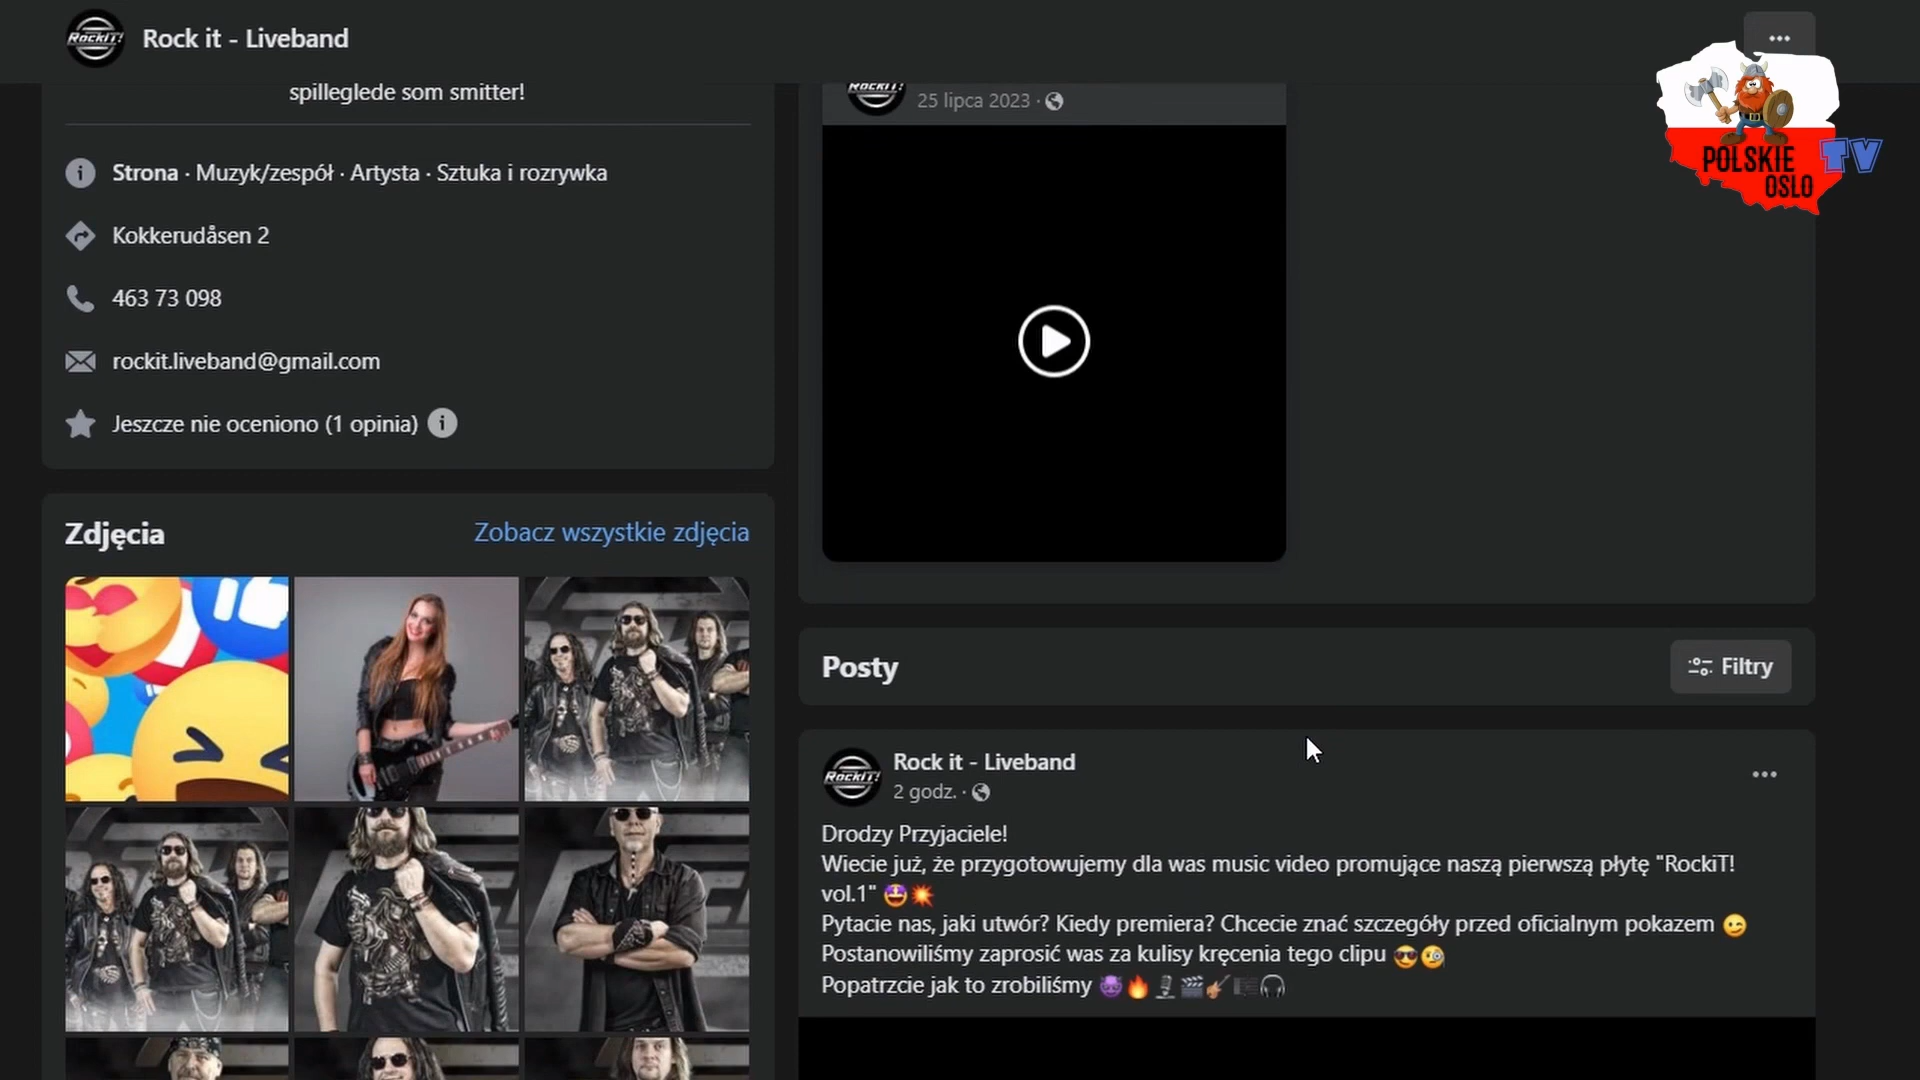 RockiT!
Rock it - Liveband
spilleglede som smitter!
Strona · Muzyk/zespół · Artysta · Sztuka i rozrywka
Kokkerudåsen 2
463 73 098
rockit.liveband@gmail.com
Jeszcze nie oceniono (1 opinia)
Zdjęcia
Zobacz wszystkie zdjęcia
RockiT!
25 lipca 2023 ·
POLSKIE TV
OSLO
Posty
Filtry
RockiT!
Rock it - Liveband
2 godz. ·
Drodzy Przyjaciele!
Wiecie już, że przygotowujemy dla was music video promujące naszą pierwszą płytę "RockiT!
vol.1" 🤩💥
Pytacie nas, jaki utwór? Kiedy premiera? Chcecie znać szczegóły przed oficialnym pokazem 😉
Postanowiliśmy zaprosić was za kulisy kręcenia tego clipu 😎🧐
Popatrzcie jak to zrobiliśmy 😈🔥🎙🎬🎸🎼🎧